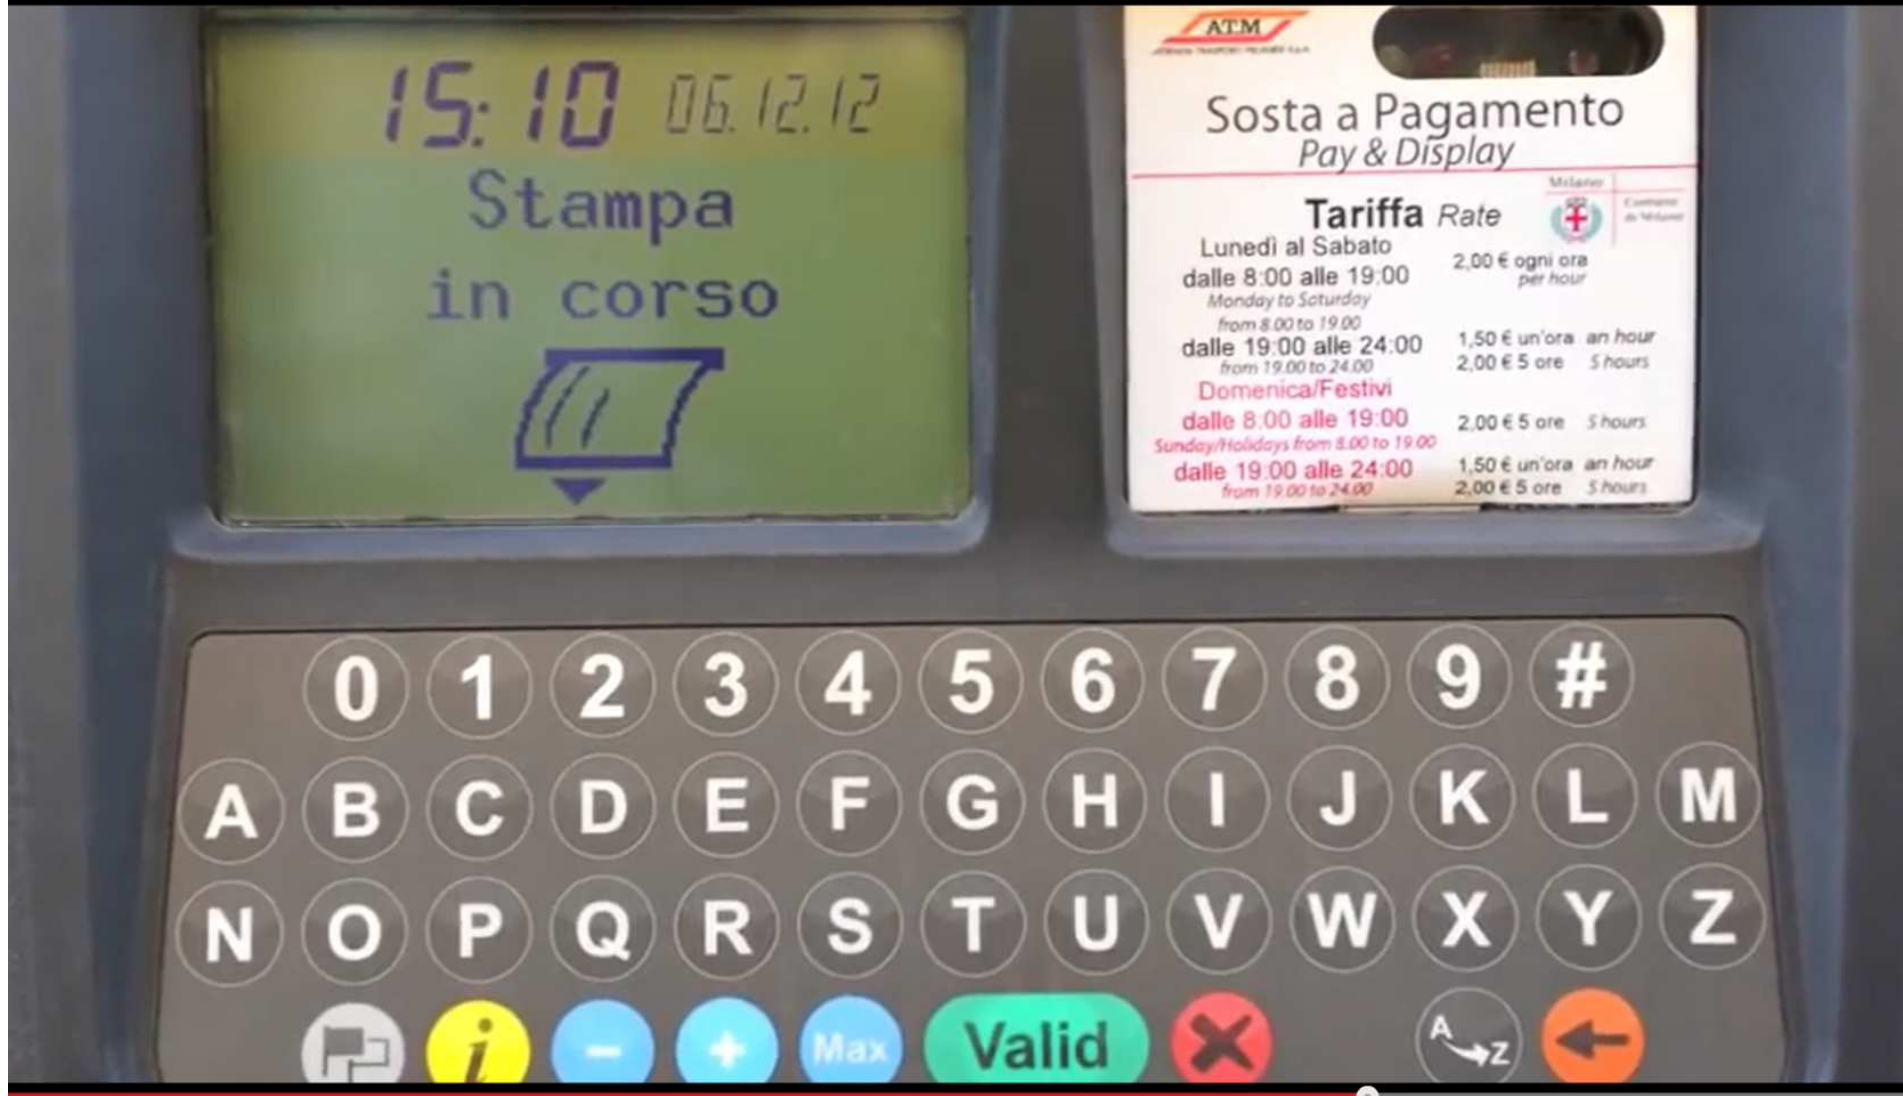 15:10 06.12.12
Stampa
in corso
ATM
Sosta a Pagamento
Pay & Display
Milano
Comune
di Milano
Tariffa Rate
Lunedì al Sabato
dalle 8:00 alle 19:00 2,00 € ogni ora
per hour
Monday to Saturday
from 8.00 to 19.00
dalle 19:00 alle 24:00 1,50 € un'ora an hour
from 19.00 to 24.00 2,00 € 5 ore 5 hours
Domenica/Festivi
dalle 8:00 alle 19:00 2,00 € 5 ore 5 hours
Sunday/Holidays from 8.00 to 19.00
dalle 19:00 alle 24:00 1,50 € un'ora an hour
from 19.00 to 24.00 2,00 € 5 ore 5 hours
0 1 2 3 4 5 6 7 8 9 #
A B C D E F G H I J K L M
N O P Q R S T U V W X Y Z
i - + Max Valid A Z